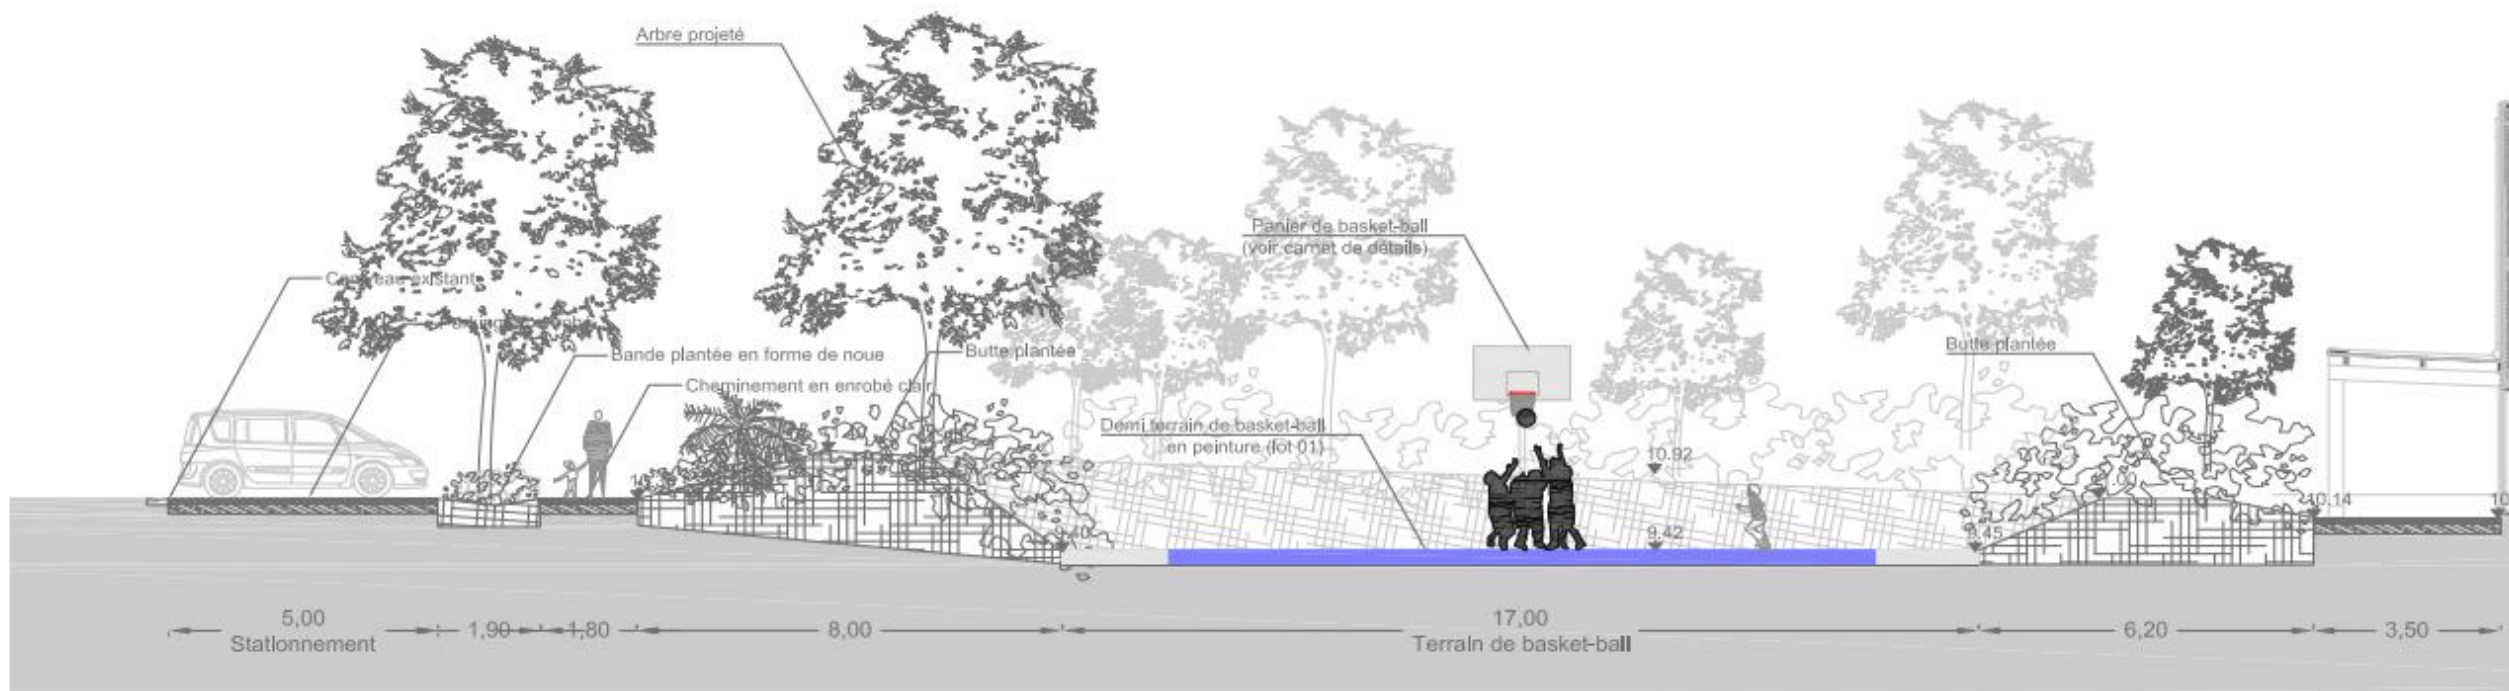 Arbre projeté
Panier de basket-ball
(voir carnet de détails)
Caniveau existant
Bande plantée en forme de noue
Butte plantée
Butte plantée
Cheminement en enrobé clair
Demi terrain de basket-ball
en peinture (lot 01)
10.92
9.42
9.45
10.14
5,00
Stationnement
1,90
1,80
8,00
17,00
Terrain de basket-ball
6,20
3,50